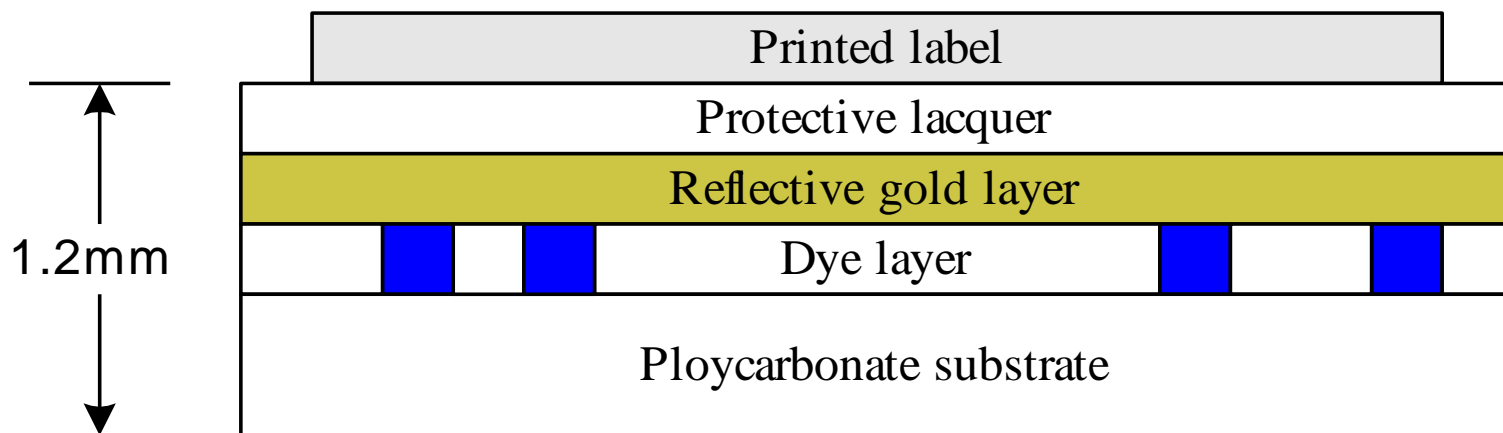 Printed label
Protective lacquer
Reflective gold layer
1.2mm
Dye layer
Ploycarbonate substrate